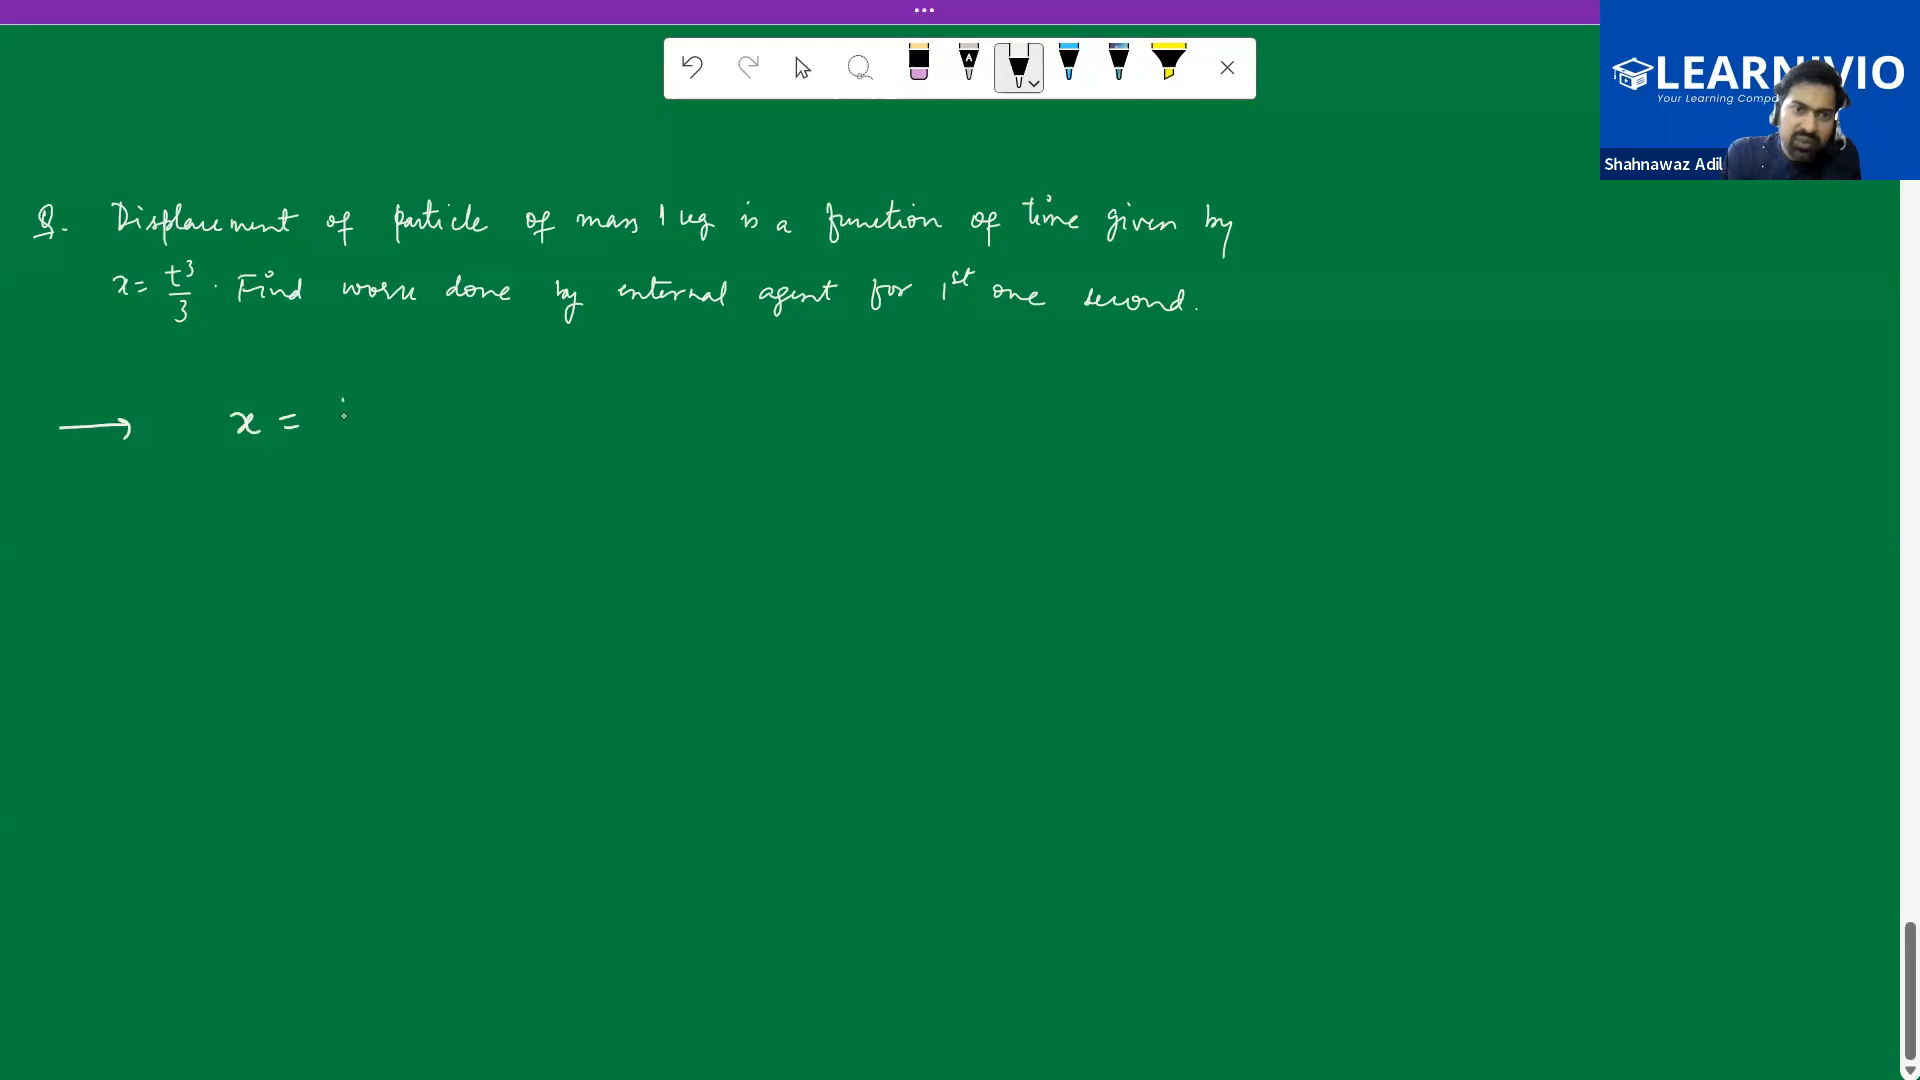 ...
A
LEARNIVIO
Your Learning Compa
Shahnawaz Adil
Q. Displacement of particle of mass 1 kg is a function of time given by
x = t³/3 . Find work done by external agent for 1st one second.
→ x =